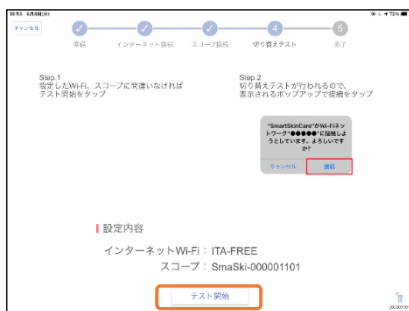 キャンセル
4
5
準備
インターネット接続
スコープ接続
切り替えテスト
完了
Step.1
設定したWi-Fi、スコープに間違いなければ
テスト開始をタップ
Step.2
切り替えテストが行われるので、
表示されるポップアップで接続をタップ
"SmartSkinCare"がWi-Fiネッ
トワーク"●●●●●"に接続しよ
うとしています。よろしいです
か?
キャンセル
接続
設定内容
インターネットWi-Fi： ITA-FREE
スコープ： SmaSki-000001101
テスト開始